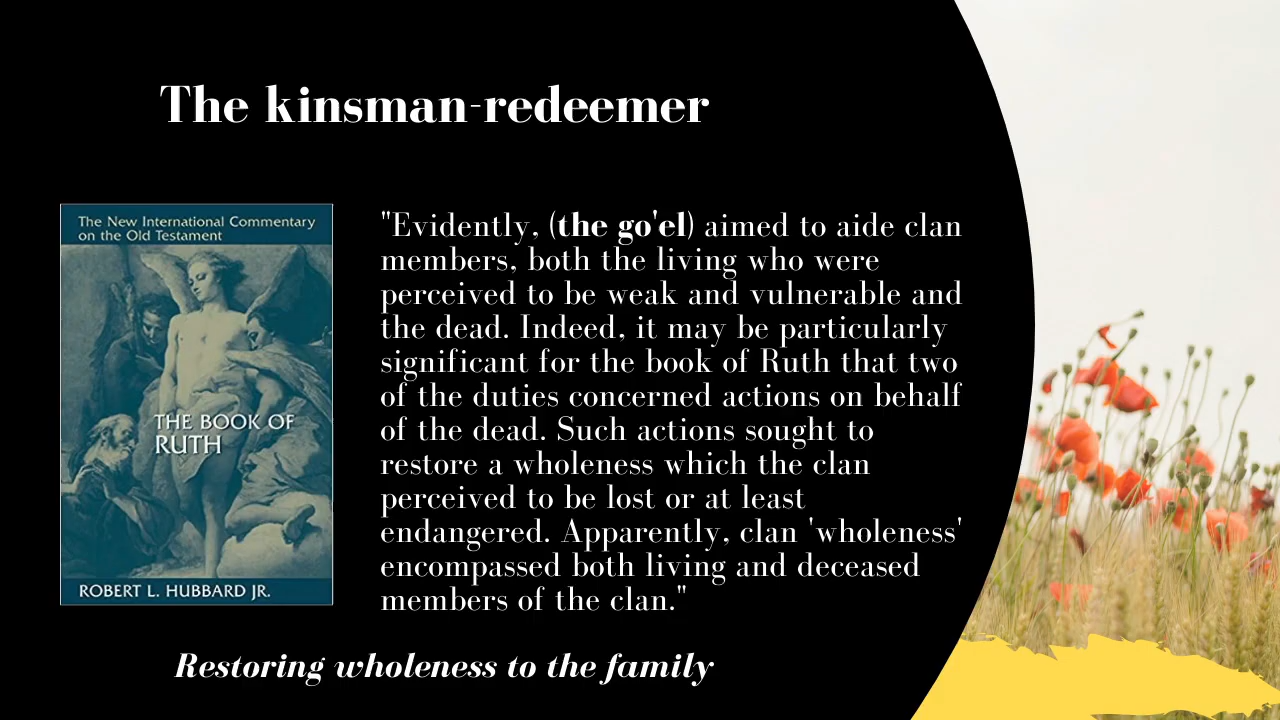 The kinsman-redeemer
The New International Commentary
on the Old Testament
THE BOOK OF
RUTH
ROBERT L. HUBBARD JR.
"Evidently, (the go'el) aimed to aide clan
members, both the living who were
perceived to be weak and vulnerable and
the dead. Indeed, it may be particularly
significant for the book of Ruth that two
of the duties concerned actions on behalf
of the dead. Such actions sought to
restore a wholeness which the clan
perceived to be lost or at least
endangered. Apparently, clan 'wholeness'
encompassed both living and deceased
members of the clan."
Restoring wholeness to the family